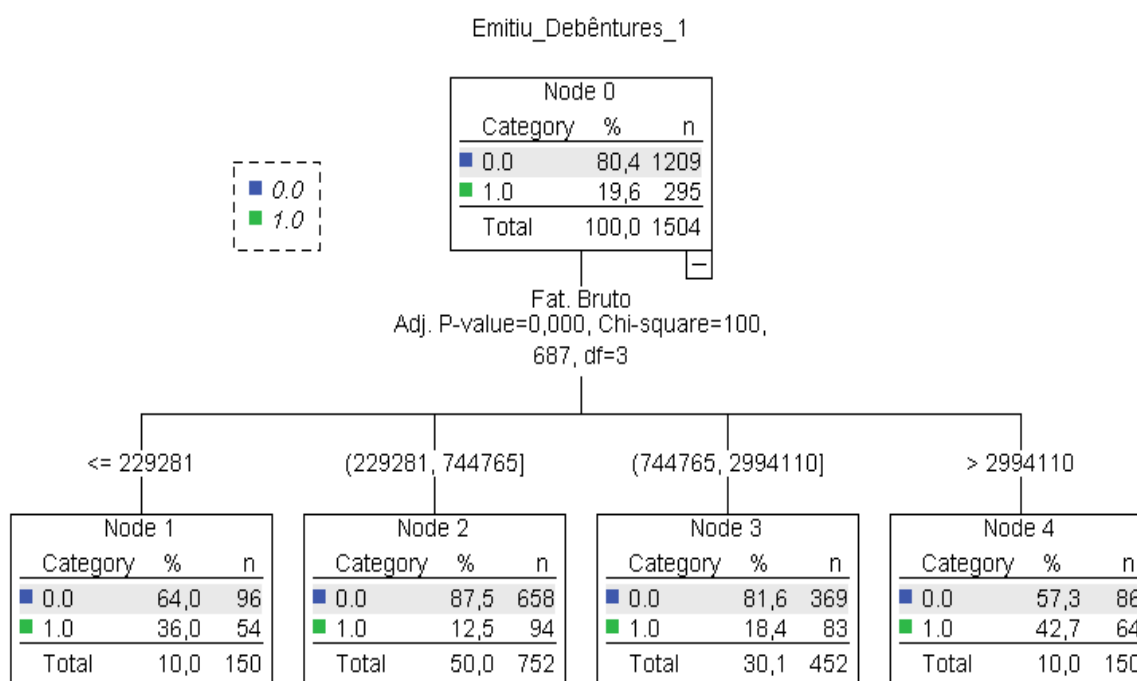 Emitiu_Debêntures_1
Node 0
Category % n
0.0 80,4 1209
1.0 19,6 295
Total 100,0 1504
0.0
1.0
Fat. Bruto
Adj. P-value=0,000, Chi-square=100,
687, df=3
<= 229281
(229281, 744765]
(744765, 2994110]
> 2994110
Node 1
Category % n
0.0 64,0 96
1.0 36,0 54
Total 10,0 150
Node 2
Category % n
0.0 87,5 658
1.0 12,5 94
Total 50,0 752
Node 3
Category % n
0.0 81,6 369
1.0 18,4 83
Total 30,1 452
Node 4
Category % n
0.0 57,3 86
1.0 42,7 64
Total 10,0 150